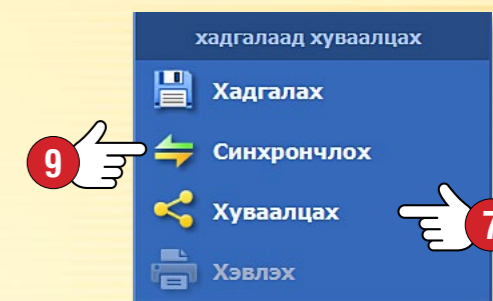 хадгалаад хуваалцах
Хадгалах
9 Синхрончлох
Хуваалцах 7
Хэвлэх